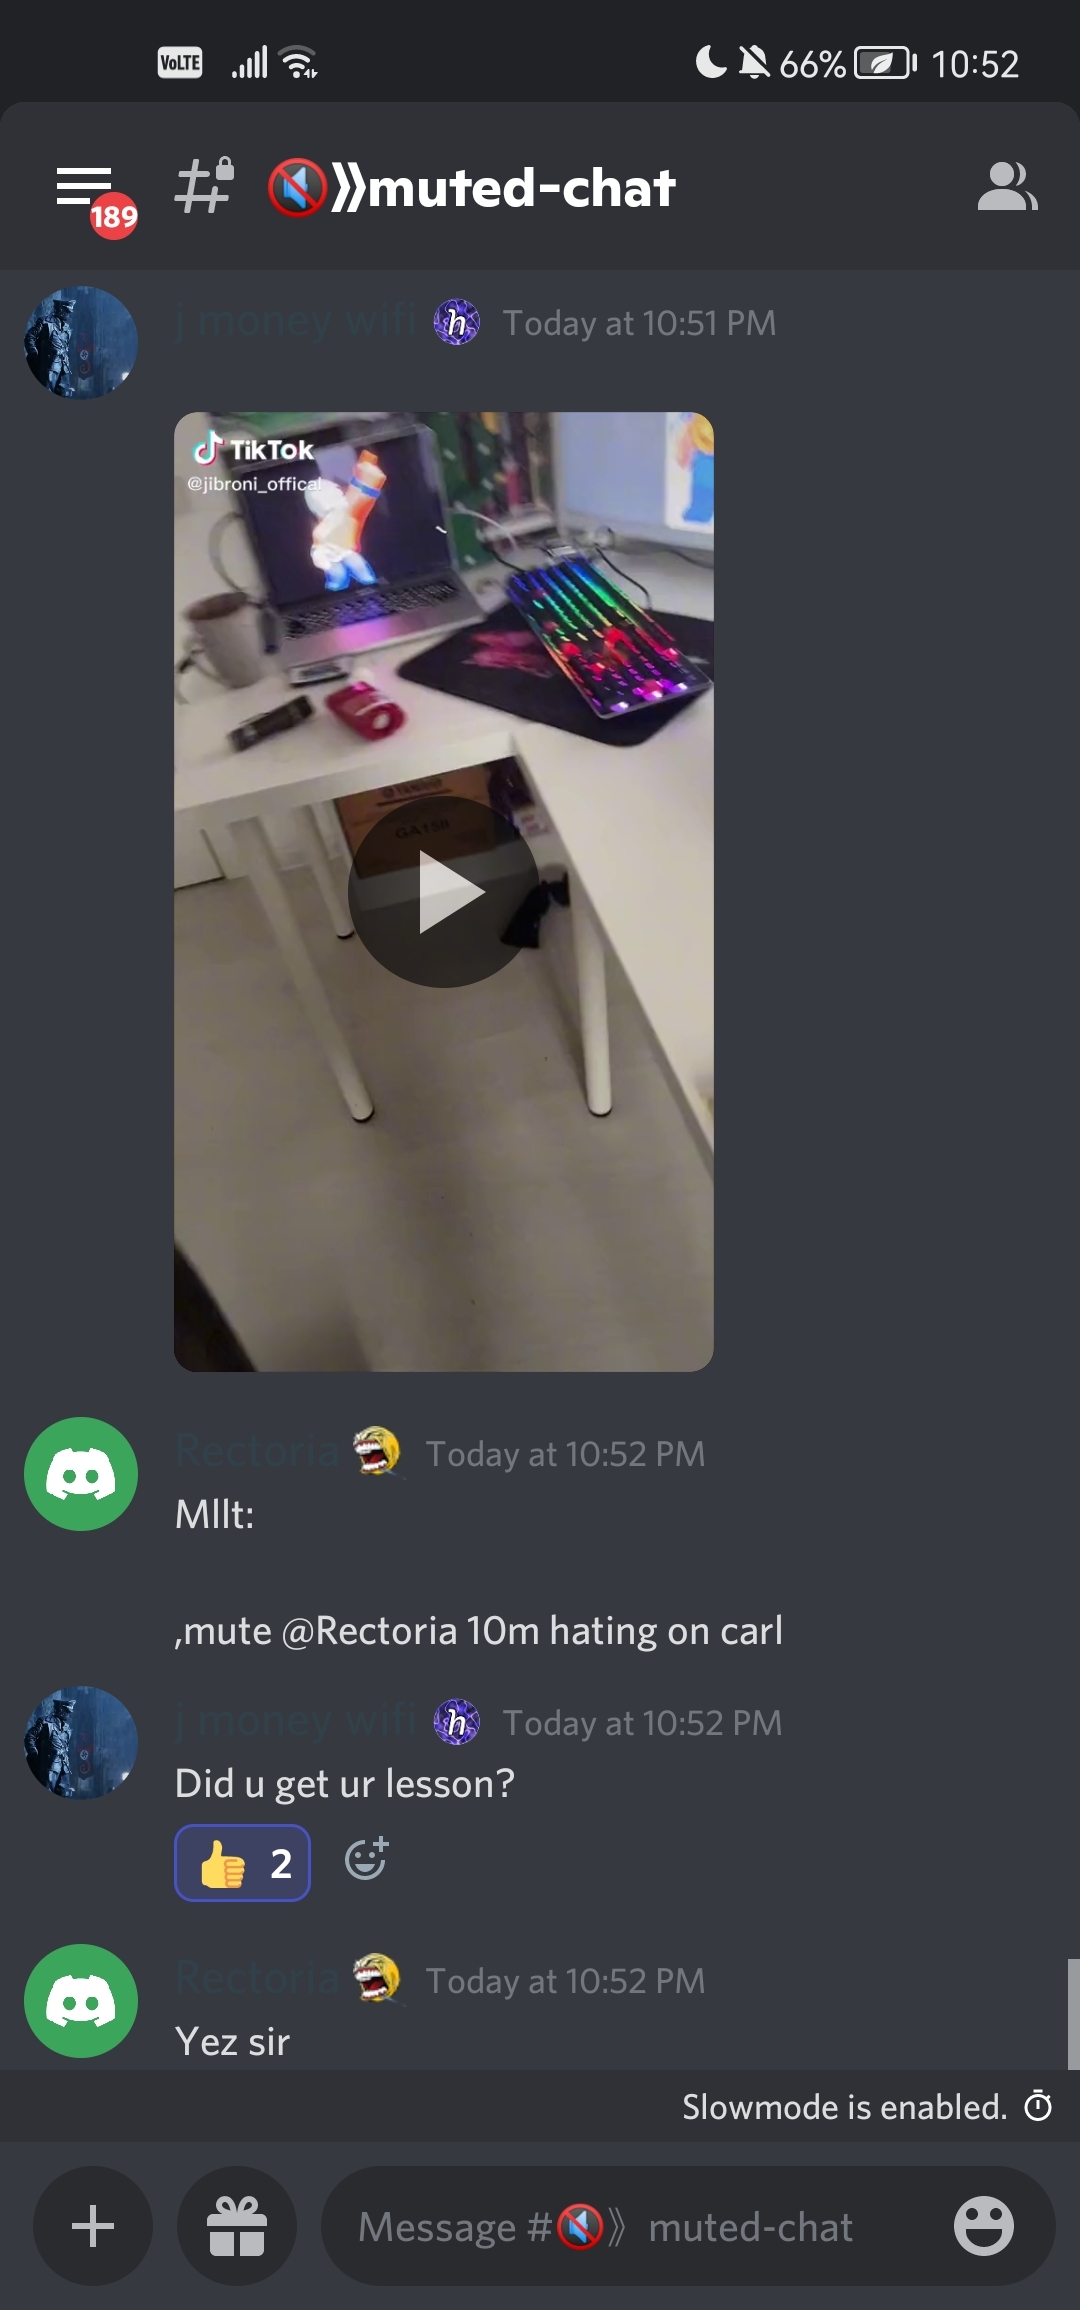 VoLTE 66% 10:52
189 # 》muted-chat
j money wifi h Today at 10:51 PM
TikTok
@jibroni_offical
Rectoria Today at 10:52 PM
Mllt:
,mute @Rectoria 10m hating on carl
j money wifi h Today at 10:52 PM
Did u get ur lesson?
2
Rectoria Today at 10:52 PM
Yez sir
Slowmode is enabled.
Message #》 muted-chat